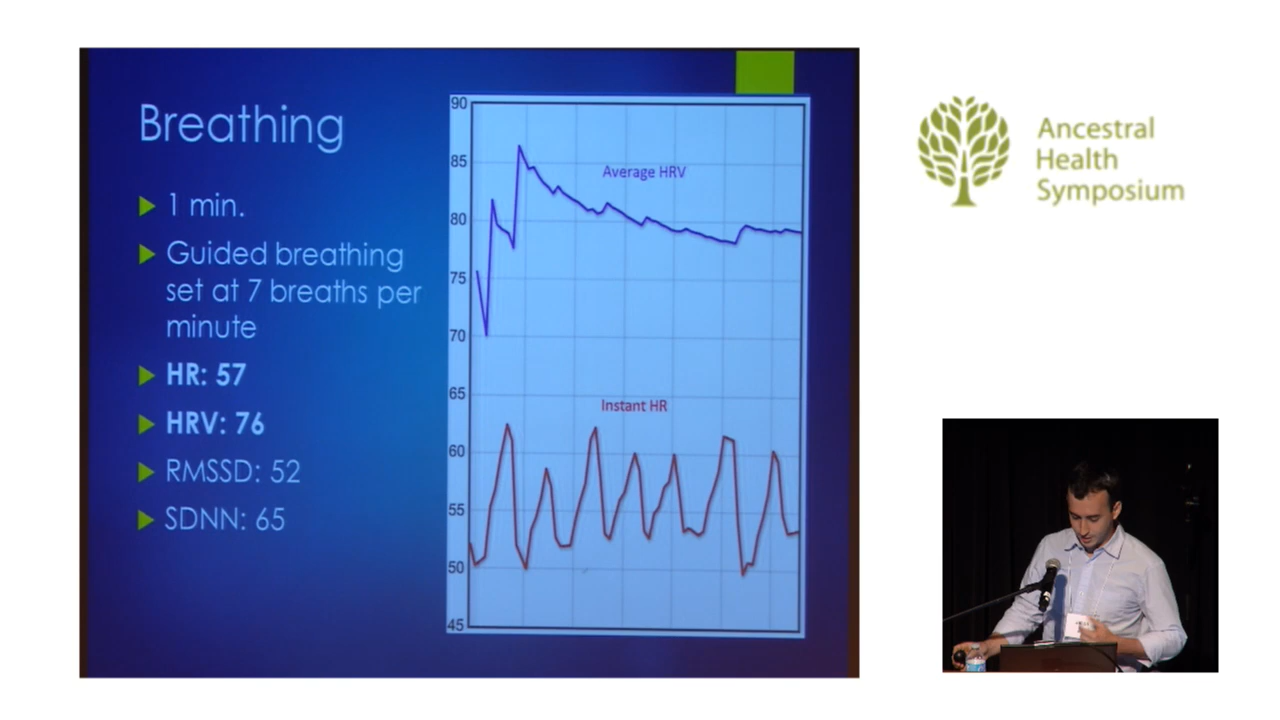 Breathing
1 min.
Guided breathing
set at 7 breaths per
minute
HR: 57
HRV: 76
RMSSD: 52
SDNN: 65
90
85
80
75
70
65
60
55
50
45
Average HRV
Instant HR
Ancestral
Health
Symposium